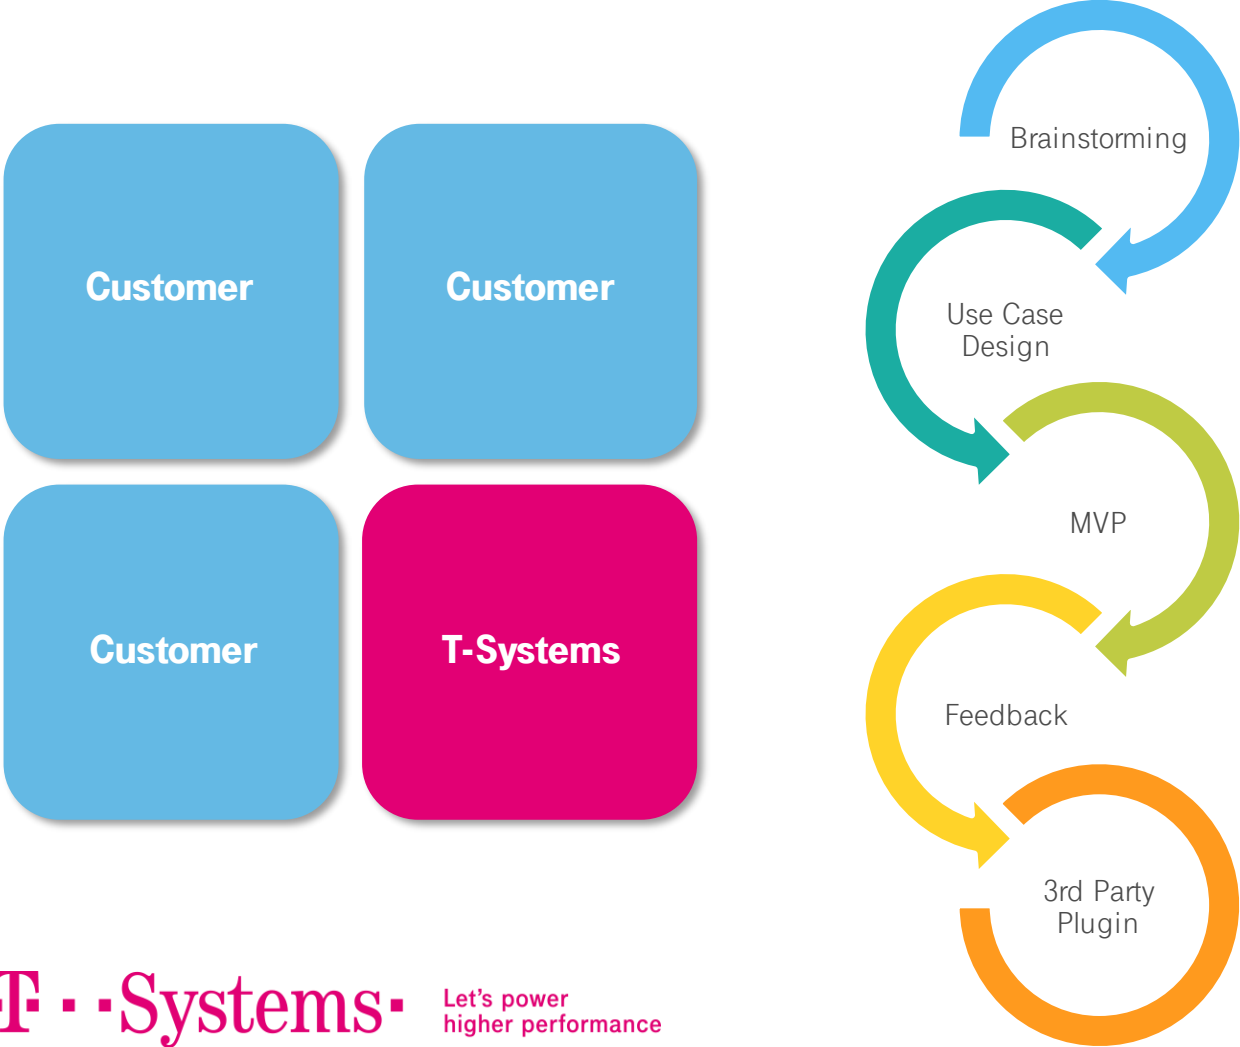 Customer
Customer
Customer
T-Systems
Brainstorming
Use Case
Design
MVP
Feedback
3rd Party
Plugin
T··Systems·
Let's power
higher performance